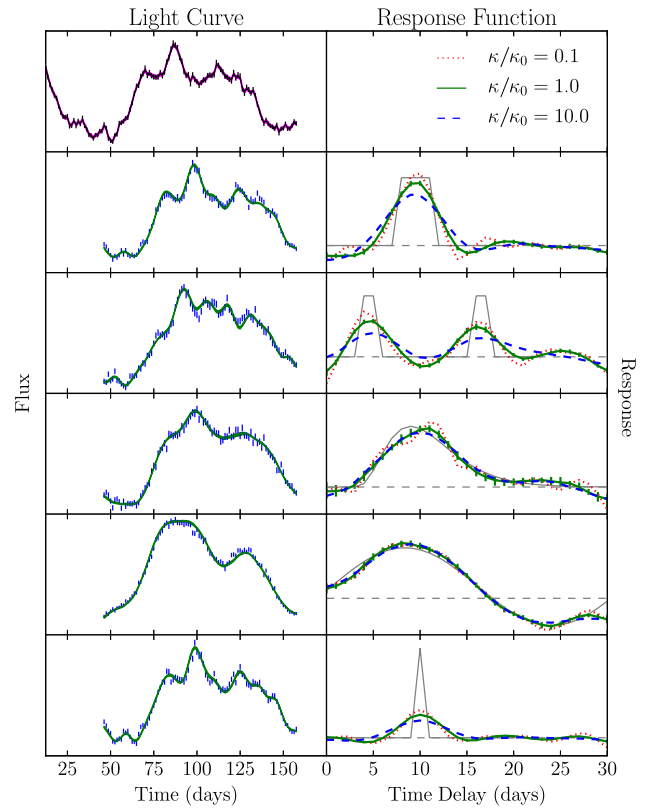 Light Curve
Response Function
κ/κ₀ = 0.1
κ/κ₀ = 1.0
κ/κ₀ = 10.0
Flux
Response
25 50 75 100 125 150
0 5 10 15 20 25 30
Time (days)
Time Delay (days)